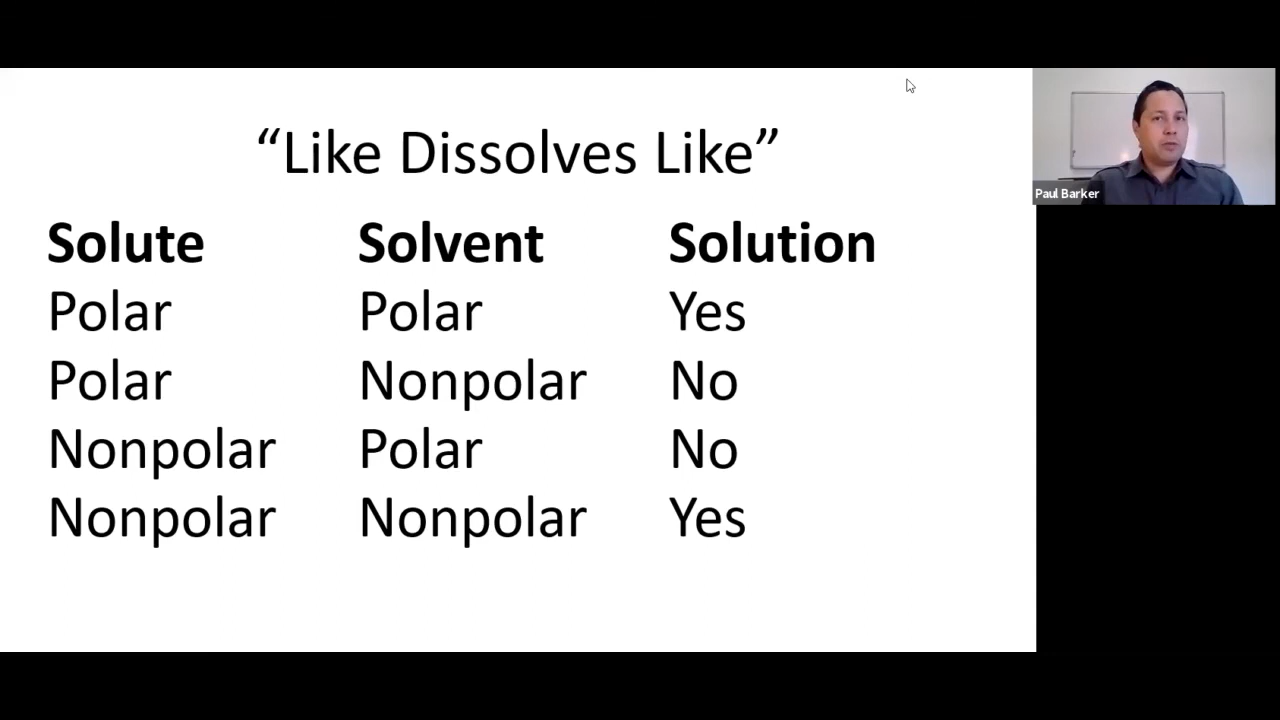 “Like Dissolves Like”
Solute Solvent Solution
Polar Polar Yes
Polar Nonpolar No
Nonpolar Polar No
Nonpolar Nonpolar Yes
Paul Barker